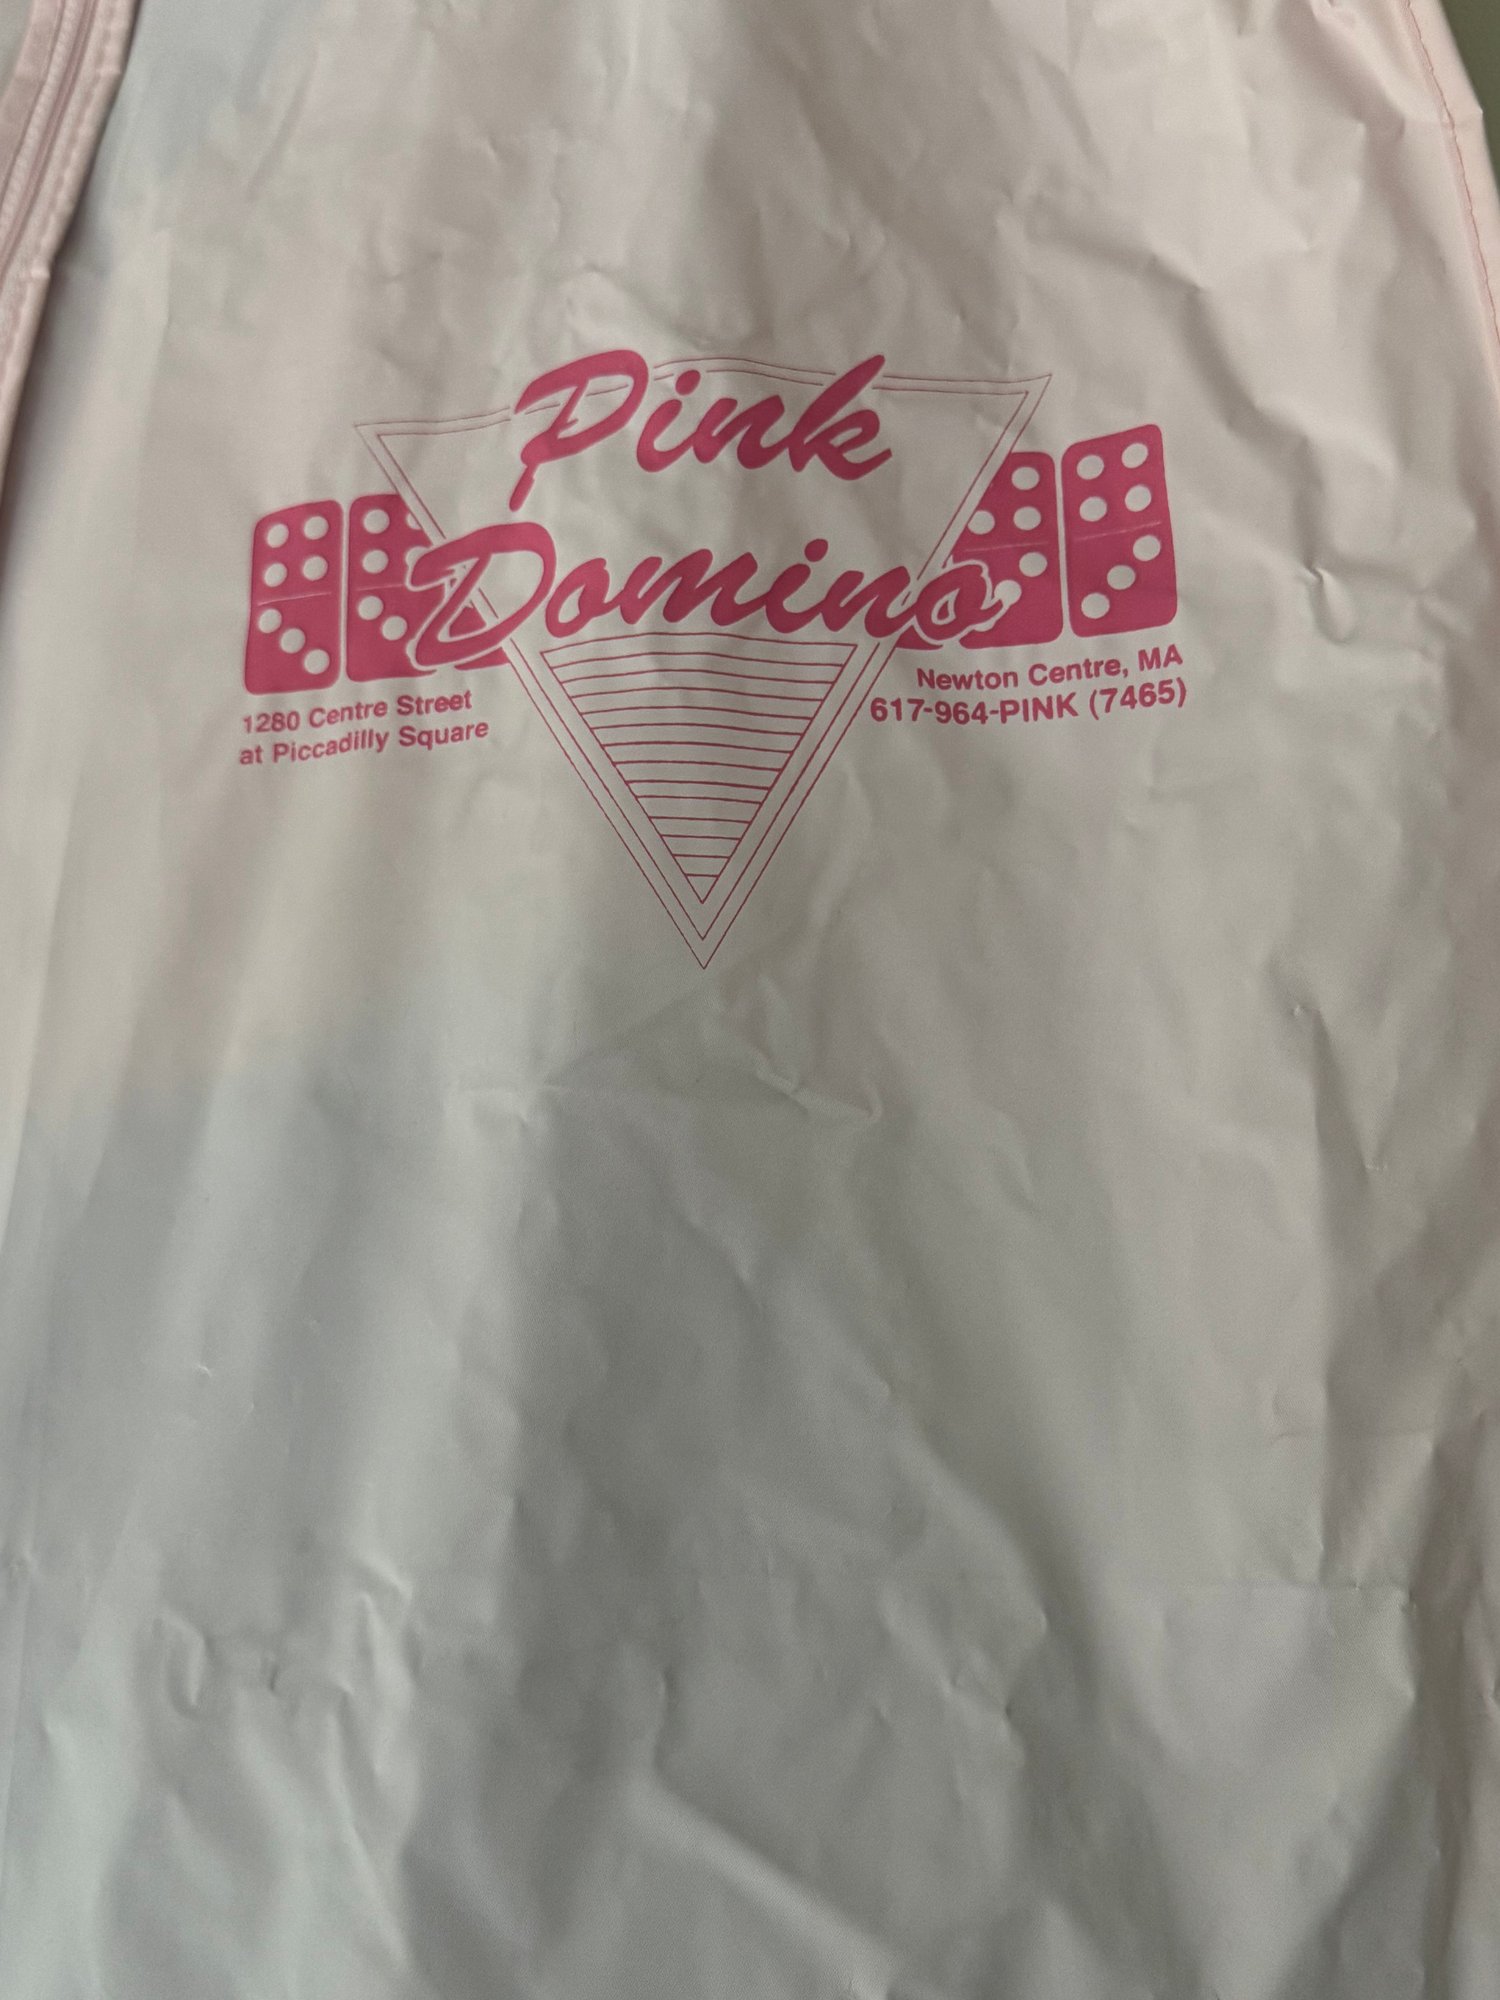 Pink
Domino
1280 Centre Street
at Piccadilly Square
Newton Centre, MA
617-964-PINK (7465)